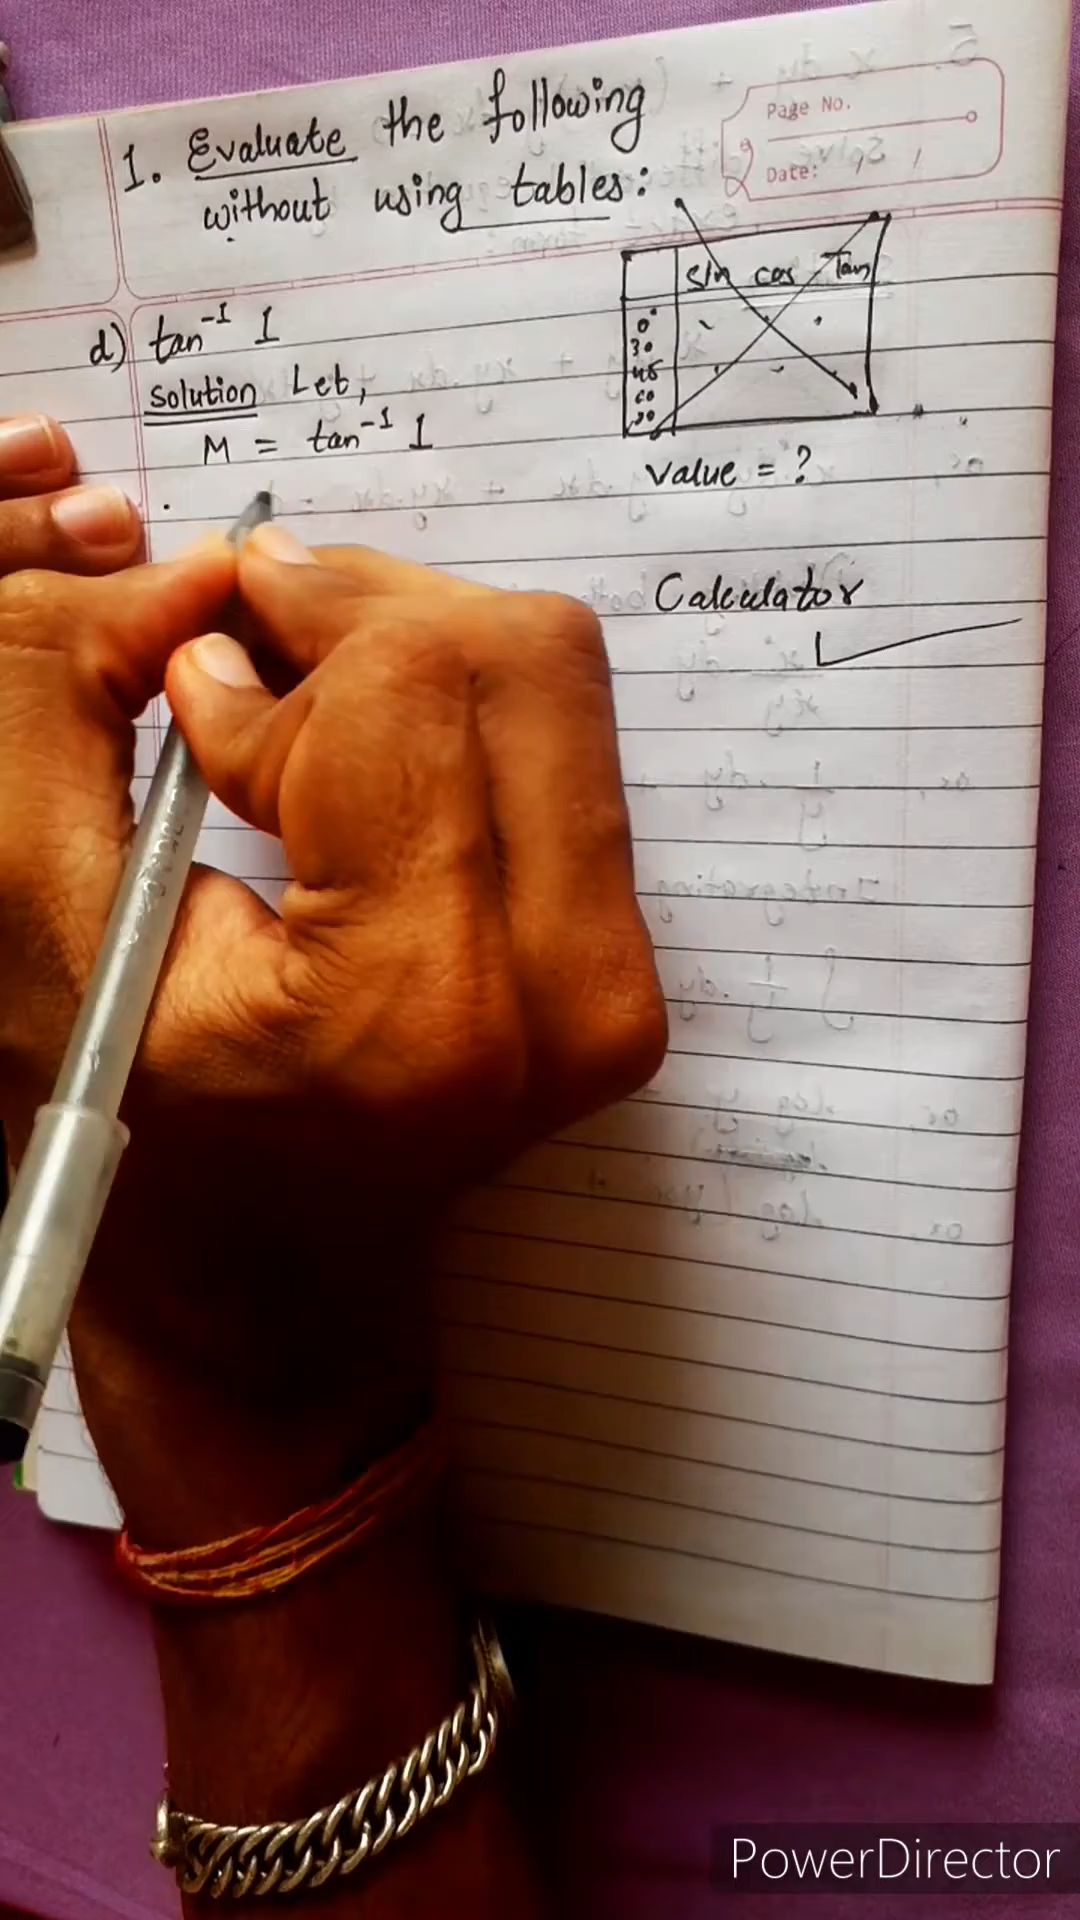 1. Evaluate the following
without using tables:
Page No.
Date:
d) tan⁻¹ 1
Solution Let,
M = tan⁻¹ 1
sin cos Tan
0°
30
45
60
90
value = ?
Calculator
PowerDirector